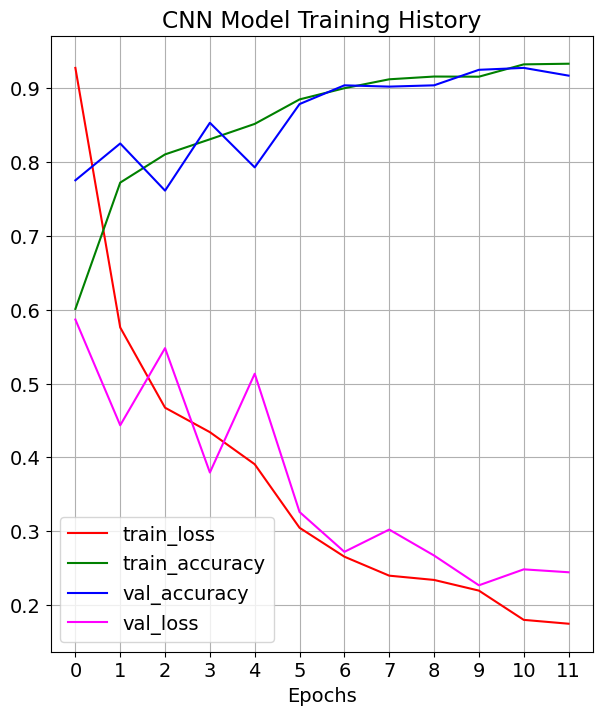 CNN Model Training History
0.9
0.8
0.7
0.6
0.5
0.4
0.3
0.2
train_loss
train_accuracy
val_accuracy
val_loss
0 1 2 3 4 5 6 7 8 9 10 11
Epochs